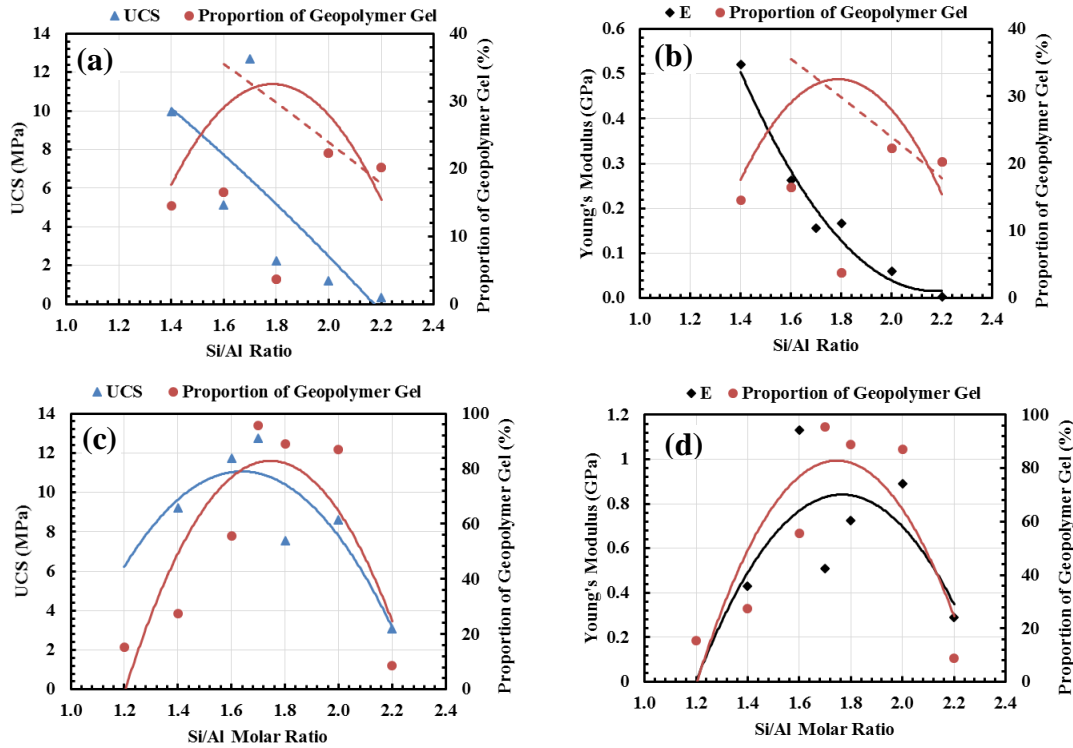 UCS Proportion of Geopolymer Gel
(a)
14
12
10
8
6
4
2
0
UCS (MPa)
40
30
20
10
0
Proportion of Geopolymer Gel (%)
1.0 1.2 1.4 1.6 1.8 2.0 2.2 2.4
Si/Al Ratio
E Proportion of Geopolymer Gel
(b)
0.6
0.5
0.4
0.3
0.2
0.1
0.0
Young's Modulus (GPa)
40
30
20
10
0
Proportion of Geopolymer Gel (%)
1.0 1.2 1.4 1.6 1.8 2.0 2.2 2.4
Si/Al Ratio
UCS Proportion of Geopolymer Gel
(c)
14
12
10
8
6
4
2
0
UCS (MPa)
100
80
60
40
20
0
Proportion of Geopolymer Gel (%)
1.0 1.2 1.4 1.6 1.8 2.0 2.2 2.4
Si/Al Molar Ratio
E Proportion of Geopolymer Gel
(d)
1.2
1
0.8
0.6
0.4
0.2
0
Young's Modulus (GPa)
100
90
80
70
60
50
40
30
20
10
0
Proportion of Geopolymer Gel (%)
1.0 1.2 1.4 1.6 1.8 2.0 2.2 2.4
Si/Al Molar Ratio